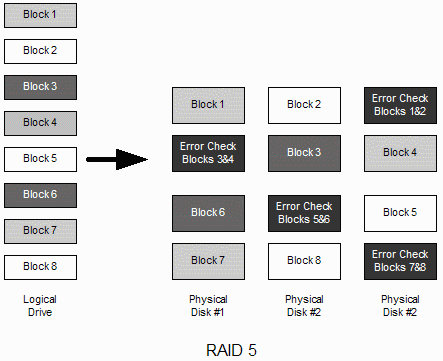 Block 1
Block 2
Block 3
Block 4
Block 5
Block 6
Block 7
Block 8
Logical
Drive
Block 1
Block 2
Error Check
Blocks 1&2
Error Check
Blocks 3&4
Block 3
Block 4
Block 6
Error Check
Blocks 5&6
Block 5
Block 7
Block 8
Error Check
Blocks 7&8
Physical
Disk #1
Physical
Disk #2
Physical
Disk #2
RAID 5